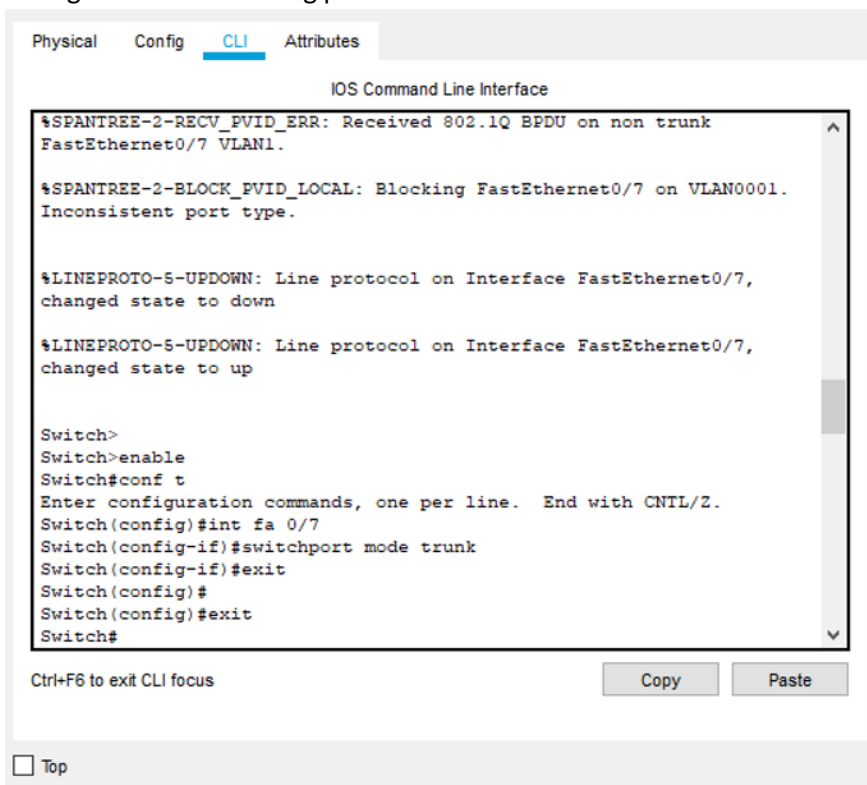 Physical Config CLI Attributes
IOS Command Line Interface
%SPANTREE-2-RECV_PVID_ERR: Received 802.1Q BPDU on non trunk
FastEthernet0/7 VLAN1.
%SPANTREE-2-BLOCK_PVID_LOCAL: Blocking FastEthernet0/7 on VLAN0001.
Inconsistent port type.
%LINEPROTO-5-UPDOWN: Line protocol on Interface FastEthernet0/7,
changed state to down
%LINEPROTO-5-UPDOWN: Line protocol on Interface FastEthernet0/7,
changed state to up
Switch>
Switch>enable
Switch#conf t
Enter configuration commands, one per line.  End with CNTL/Z.
Switch(config)#int fa 0/7
Switch(config-if)#switchport mode trunk
Switch(config-if)#exit
Switch(config)#
Switch(config)#exit
Switch#
Ctrl+F6 to exit CLI focus Copy Paste
Top